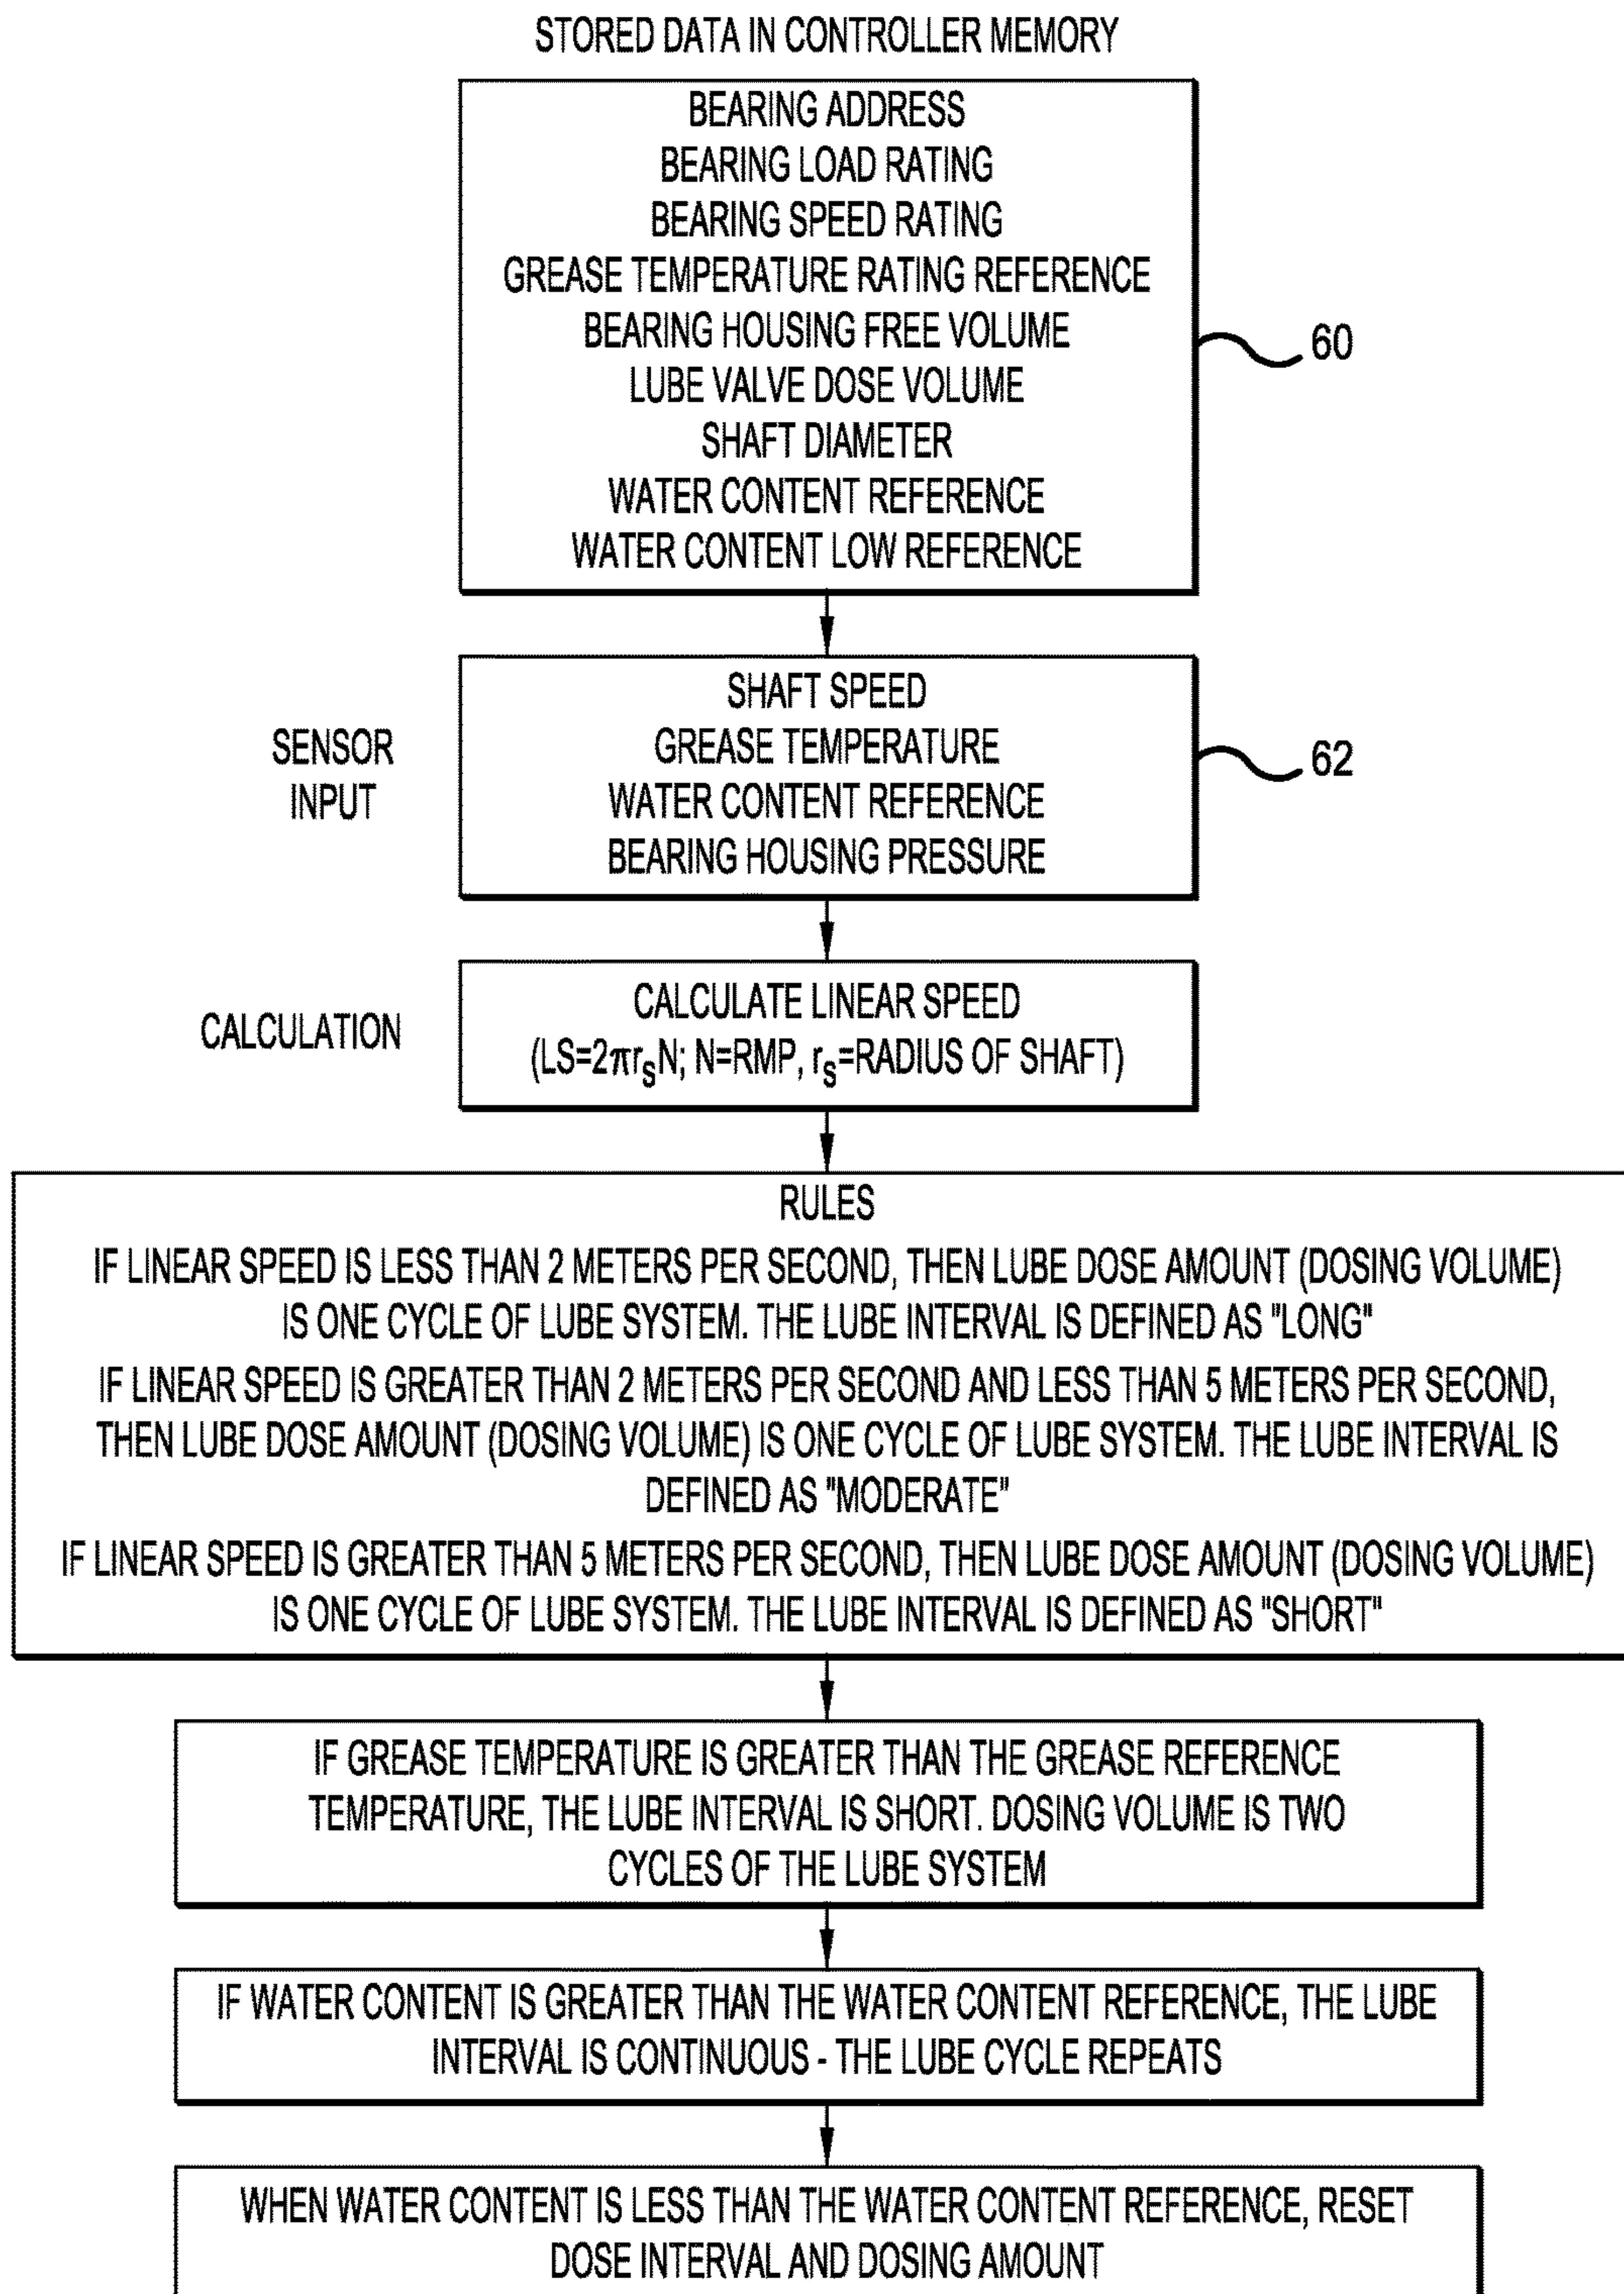 STORED DATA IN CONTROLLER MEMORY
BEARING ADDRESS
BEARING LOAD RATING
BEARING SPEED RATING
GREASE TEMPERATURE RATING REFERENCE
BEARING HOUSING FREE VOLUME
LUBE VALVE DOSE VOLUME
SHAFT DIAMETER
WATER CONTENT REFERENCE
WATER CONTENT LOW REFERENCE
60
SENSOR
INPUT
SHAFT SPEED
GREASE TEMPERATURE
WATER CONTENT REFERENCE
BEARING HOUSING PRESSURE
62
CALCULATION
CALCULATE LINEAR SPEED
(LS=2πrsN; N=RMP, rs=RADIUS OF SHAFT)
RULES
IF LINEAR SPEED IS LESS THAN 2 METERS PER SECOND, THEN LUBE DOSE AMOUNT (DOSING VOLUME)
IS ONE CYCLE OF LUBE SYSTEM. THE LUBE INTERVAL IS DEFINED AS "LONG"
IF LINEAR SPEED IS GREATER THAN 2 METERS PER SECOND AND LESS THAN 5 METERS PER SECOND,
THEN LUBE DOSE AMOUNT (DOSING VOLUME) IS ONE CYCLE OF LUBE SYSTEM. THE LUBE INTERVAL IS
DEFINED AS "MODERATE"
IF LINEAR SPEED IS GREATER THAN 5 METERS PER SECOND, THEN LUBE DOSE AMOUNT (DOSING VOLUME)
IS ONE CYCLE OF LUBE SYSTEM. THE LUBE INTERVAL IS DEFINED AS "SHORT"
IF GREASE TEMPERATURE IS GREATER THAN THE GREASE REFERENCE
TEMPERATURE, THE LUBE INTERVAL IS SHORT. DOSING VOLUME IS TWO
CYCLES OF THE LUBE SYSTEM
IF WATER CONTENT IS GREATER THAN THE WATER CONTENT REFERENCE, THE LUBE
INTERVAL IS CONTINUOUS - THE LUBE CYCLE REPEATS
WHEN WATER CONTENT IS LESS THAN THE WATER CONTENT REFERENCE, RESET
DOSE INTERVAL AND DOSING AMOUNT